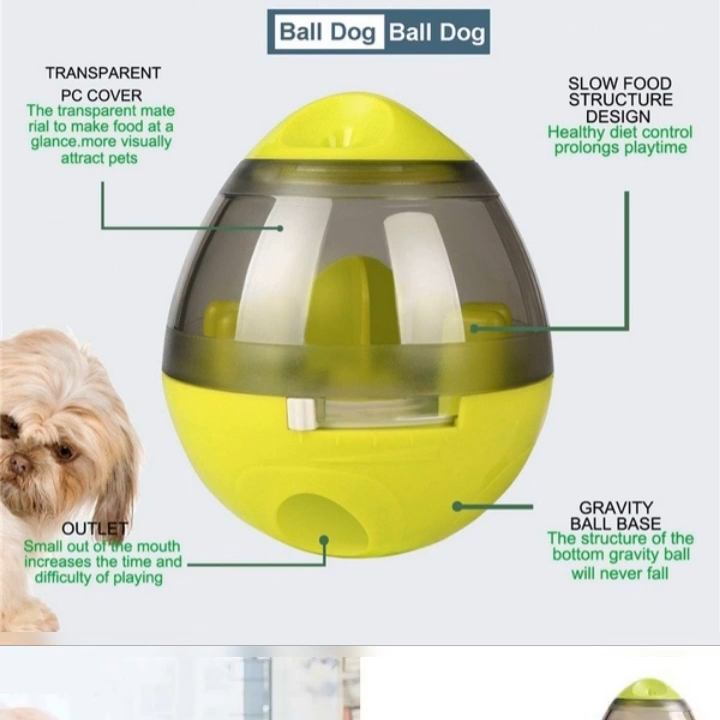 Ball Dog Ball Dog
TRANSPARENT
PC COVER
The transparent mate
rial to make food at a
glance.more visually
attract pets
SLOW FOOD
STRUCTURE
DESIGN
Healthy diet control
prolongs playtime
OUTLET
Small out of the mouth
increases the time and
difficulty of playing
GRAVITY
BALL BASE
The structure of the
bottom gravity ball
will never fall